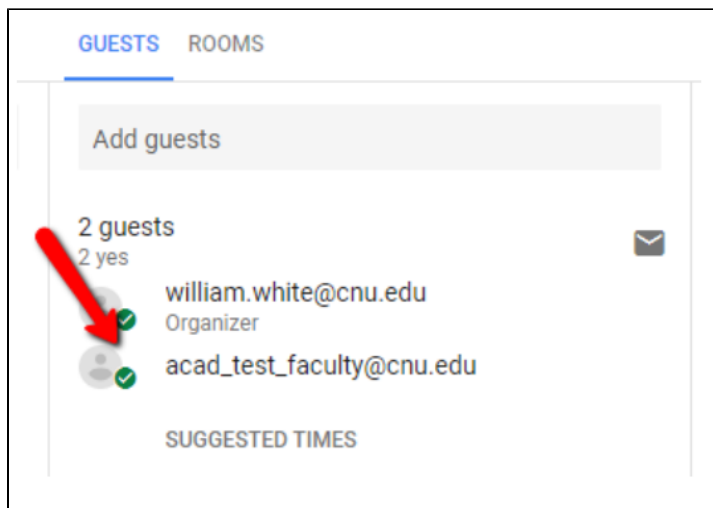 GUESTS ROOMS
Add guests
2 guests
2 yes
william.white@cnu.edu
Organizer
acad_test_faculty@cnu.edu
SUGGESTED TIMES